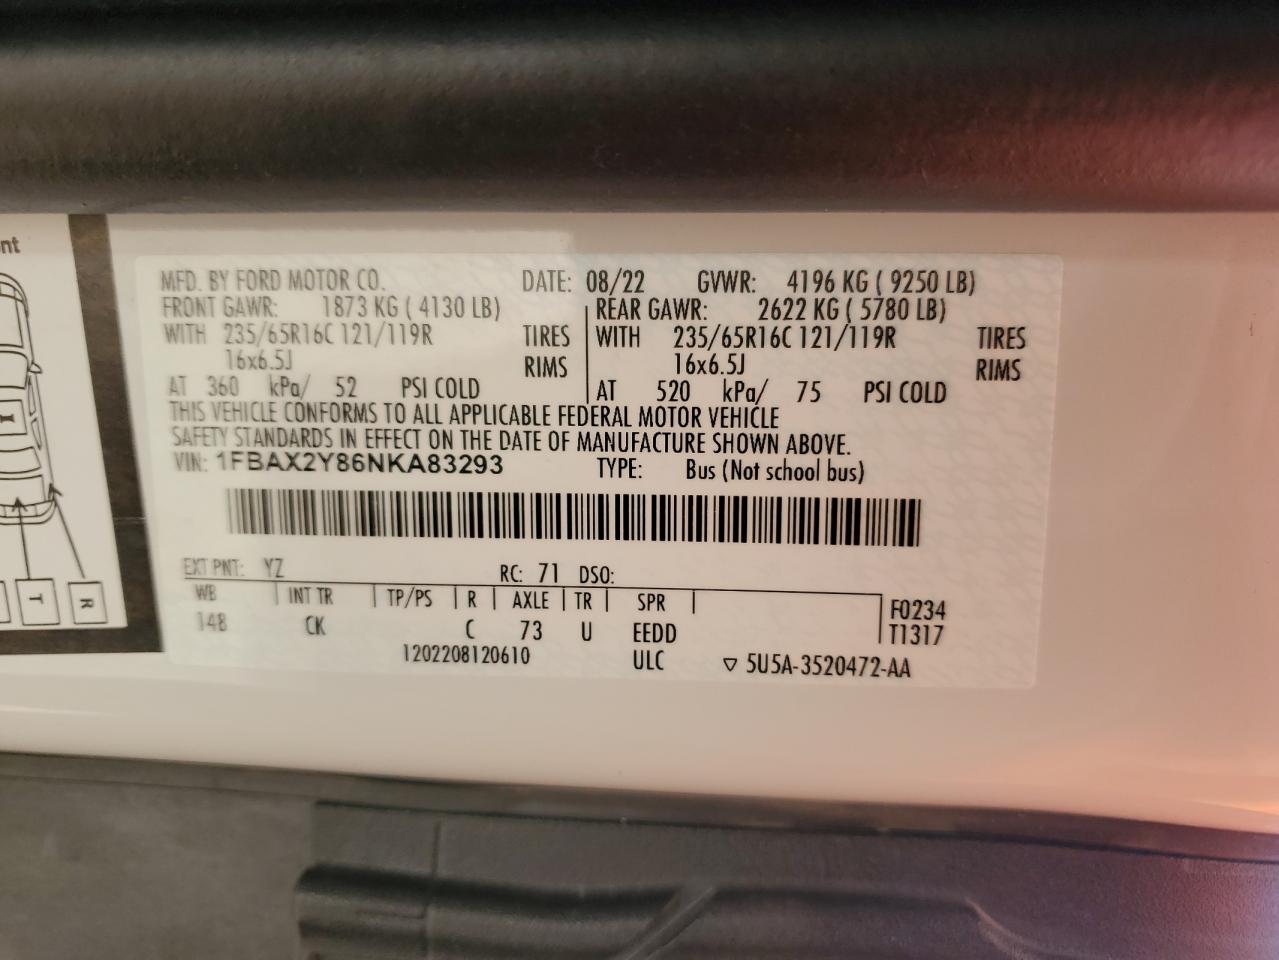 nt
MFD. BY FORD MOTOR CO. DATE: 08/22 GVWR: 4196 KG ( 9250 LB)
FRONT GAWR: 1873 KG ( 4130 LB) REAR GAWR: 2622 KG ( 5780 LB)
WITH 235/65R16C 121/119R TIRES WITH 235/65R16C 121/119R TIRES
16x6.5J RIMS 16x6.5J RIMS
AT 360 kPa/ 52 PSI COLD AT 520 kPa/ 75 PSI COLD
THIS VEHICLE CONFORMS TO ALL APPLICABLE FEDERAL MOTOR VEHICLE
SAFETY STANDARDS IN EFFECT ON THE DATE OF MANUFACTURE SHOWN ABOVE.
VIN: 1FBAX2Y86NKA83293 TYPE: Bus (Not school bus)
EXT PNT: YZ RC: 71 DSO:
WB INT TR TP/PS R AXLE TR SPR F0234
148 CK C 73 U EEDD T1317
1202208120610 ULC ▽ 5U5A-3520472-AA
T R